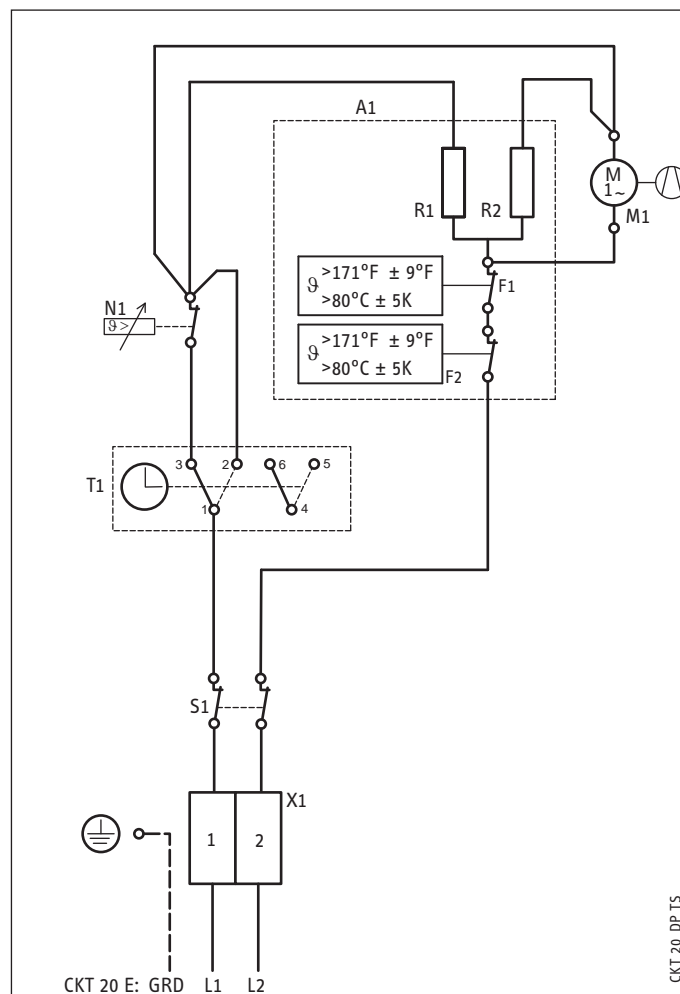 A1
M
1~
M1
R1
R2
ϑ >171°F ± 9°F
>80°C ± 5K
F1
N1
ϑ>
ϑ >171°F ± 9°F
>80°C ± 5K
F2
3 2 6 5
T1
1 4
S1
X1
1 2
CKT 20 E: GRD L1 L2
CKT 20 DP TS